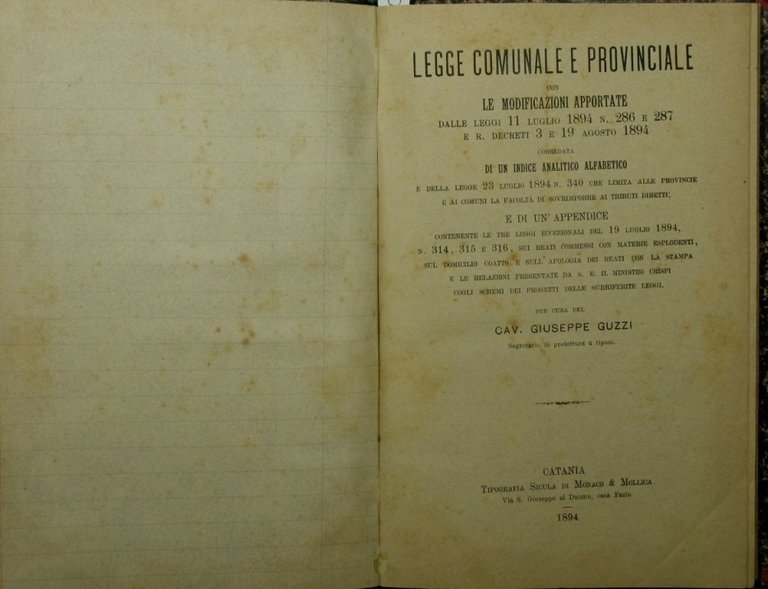 LEGGE COMUNALE E PROVINCIALE
CON
LE MODIFICAZIONI APPORTATE
DALLE LEGGI 11 LUGLIO 1894 N. 286 E 287
E R. DECRETI 3 E 19 AGOSTO 1894
CORREDATA
DI UN INDICE ANALITICO ALFABETICO
E DELLA LEGGE 23 LUGLIO 1894 N. 340 CHE LIMITA ALLE PROVINCIE
E AI COMUNI LA FACOLTÀ DI SOVRIMPORRE AI TRIBUTI DIRETTI,
E DI UN' APPENDICE
CONTENENTE LE TRE LEGGI ECCEZIONALI DEL 19 LUGLIO 1894,
N. 314, 315 E 316, SUI REATI COMMESSI CON MATERIE ESPLODENTI,
SUL DOMICILIO COATTO E SULL'APOLOGIA DEI REATI CON LA STAMPA
E LE RELAZIONI PRESENTATE DA S. E. IL MINISTRO CRISPI
COGLI SCHEMI DEI PROGETTI DELLE SURRIFERITE LEGGI.
PER CURA DEL
CAV. GIUSEPPE GUZZI
Segretario di prefettura a riposo.
CATANIA
TIPOGRAFIA SICULA DI MONACO & MOLLICA
Via S. Giuseppe al Duomo, casa Fazio
1894